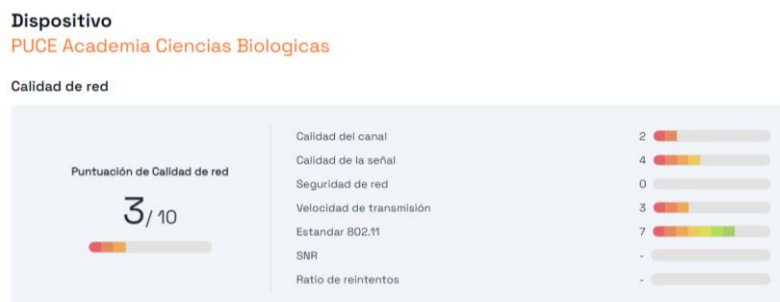 Dispositivo
PUCE Academia Ciencias Biologicas
Calidad de red
Puntuación de Calidad de red
3/ 10
Calidad del canal 2
Calidad de la señal 4
Seguridad de red 0
Velocidad de transmisión 3
Estandar 802.11 7
SNR -
Ratio de reintentos -